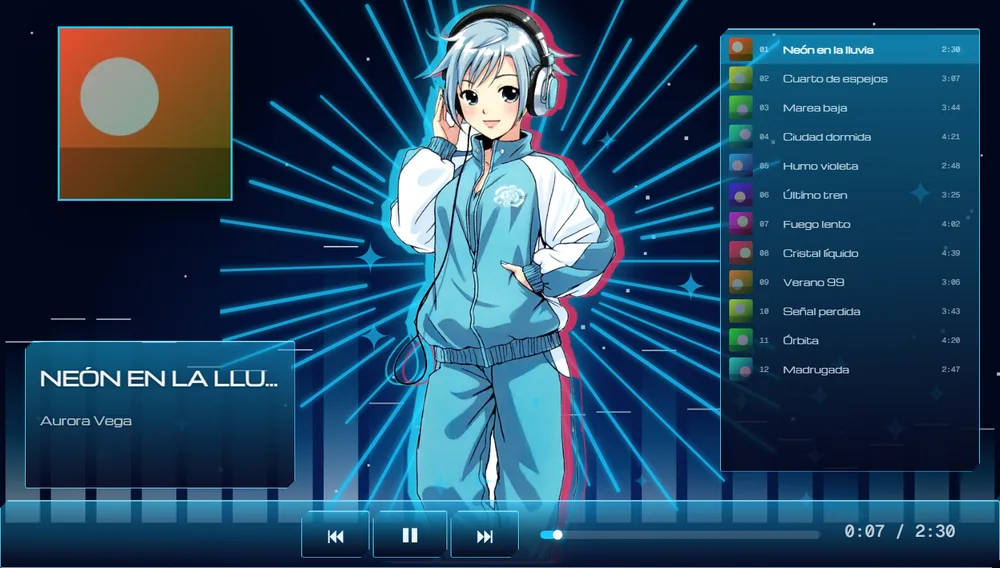 NEÓN EN LA LLU...
Aurora Vega
01 Neón en la lluvia 2:30
02 Cuarto de espejos 3:07
03 Marea baja 3:44
04 Ciudad dormida 4:21
05 Humo violeta 2:48
06 Último tren 3:25
07 Fuego lento 4:02
08 Cristal líquido 4:39
09 Verano 99 3:06
10 Señal perdida 3:43
11 Órbita 4:20
12 Madrugada 2:47
0:07 / 2:30